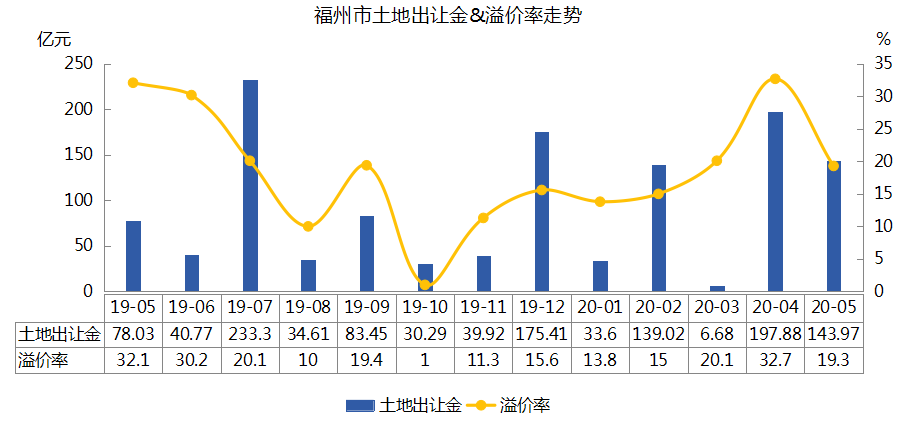 福州市土地出让金&溢价率走势
亿元 %
250 35
200 30
150 25
100 20
50 15
0 10
5
0
19-05 19-06 19-07 19-08 19-09 19-10 19-11 19-12 20-01 20-02 20-03 20-04 20-05
土地出让金 78.03 40.77 233.3 34.61 83.45 30.29 39.92 175.41 33.6 139.02 6.68 197.88 143.97
溢价率 32.1 30.2 20.1 10 19.4 1 11.3 15.6 13.8 15 20.1 32.7 19.3
土地出让金 溢价率